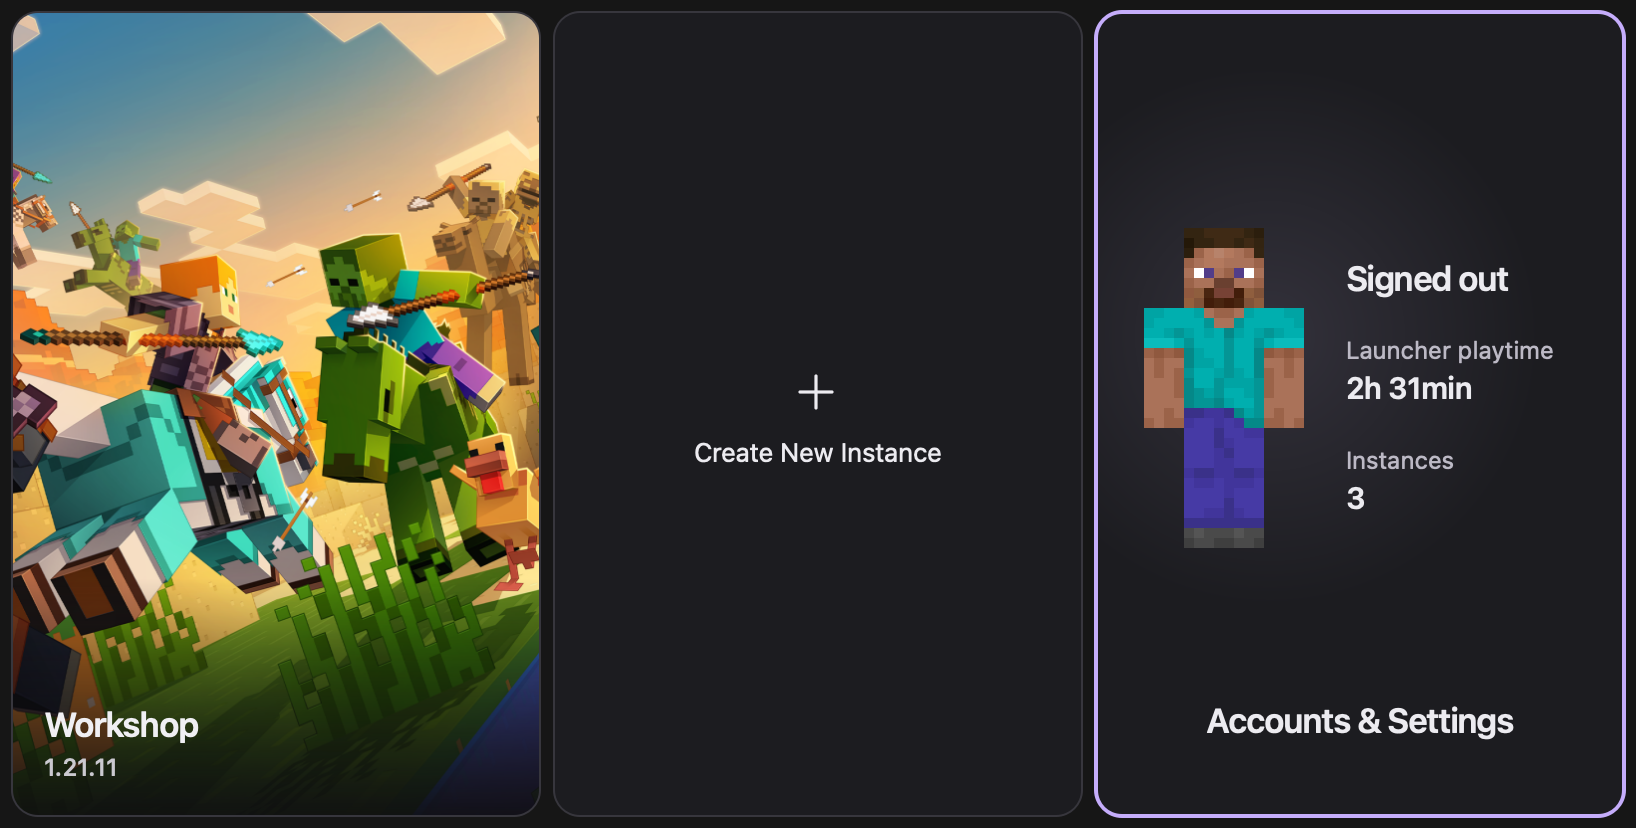 Workshop
1.21.11
Create New Instance
Signed out
Launcher playtime
2h 31min
Instances
3
Accounts & Settings